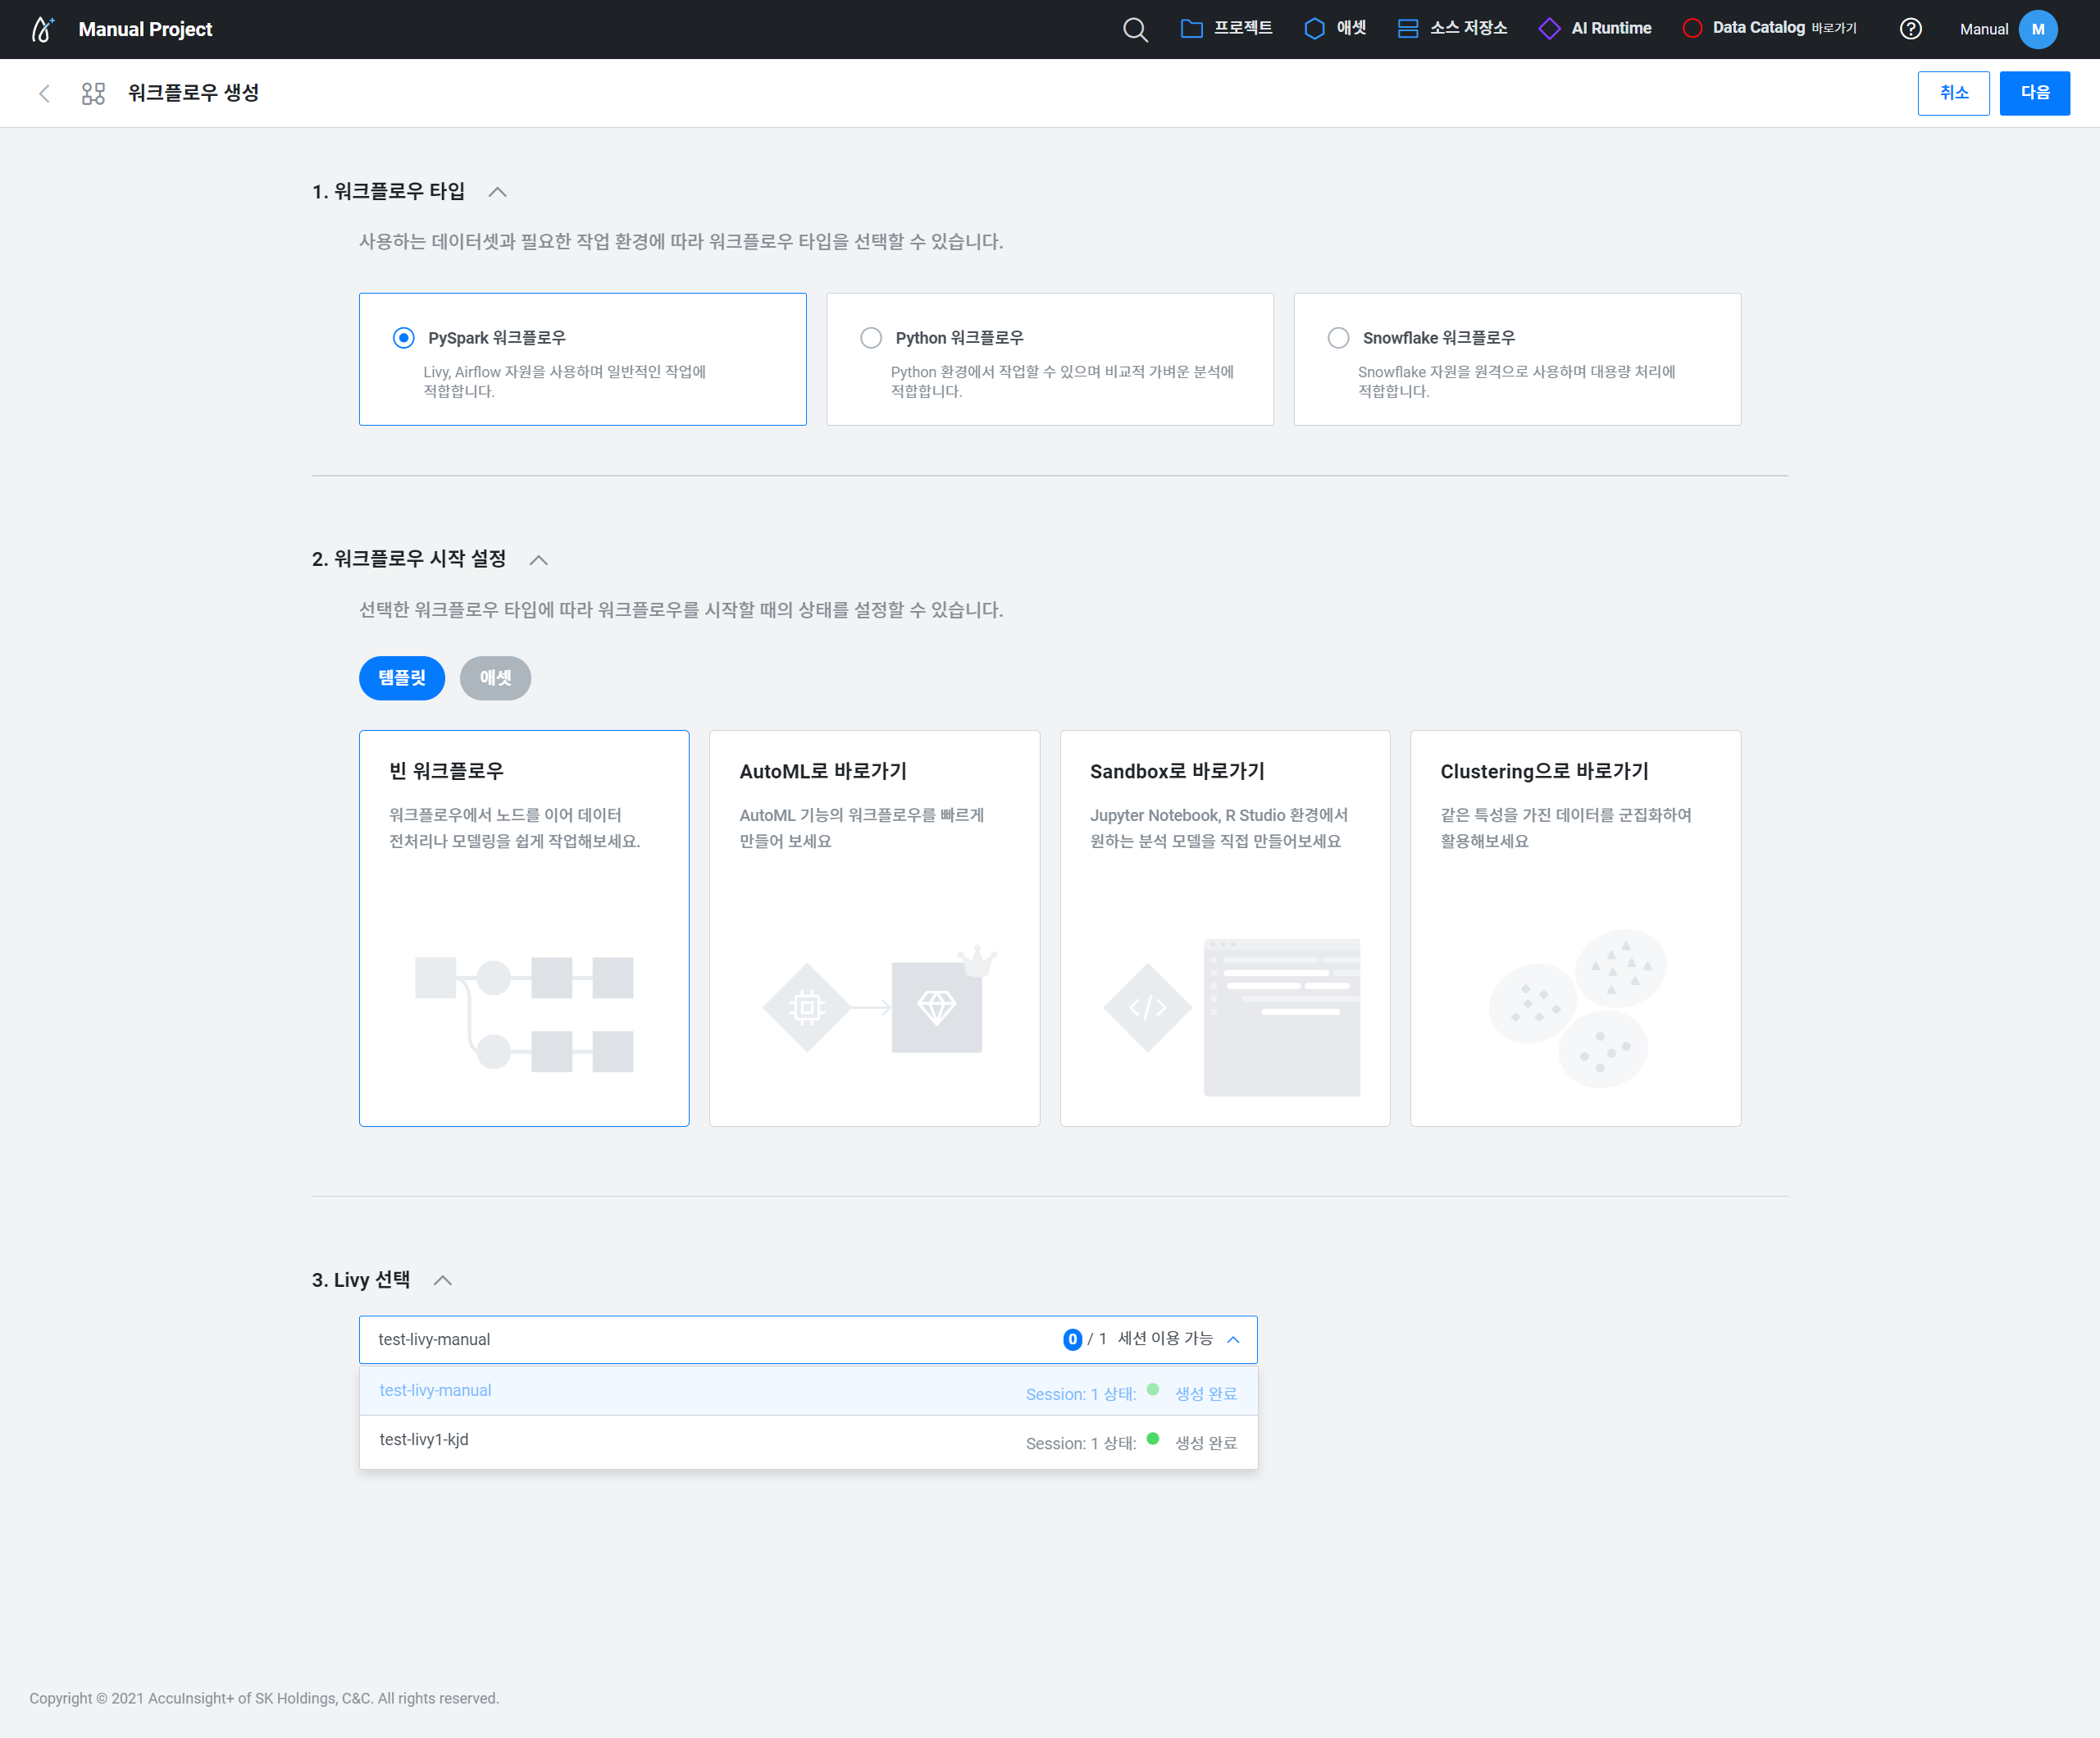 Manual Project
프로젝트
애셋
소스 저장소
AI Runtime
Data Catalog 바로가기
?
Manual
M
워크플로우 생성
취소
다음
1. 워크플로우 타입
사용하는 데이터셋과 필요한 작업 환경에 따라 워크플로우 타입을 선택할 수 있습니다.
PySpark 워크플로우
Livy, Airflow 자원을 사용하며 일반적인 작업에
적합합니다.
Python 워크플로우
Python 환경에서 작업할 수 있으며 비교적 가벼운 분석에
적합합니다.
Snowflake 워크플로우
Snowflake 자원을 원격으로 사용하며 대용량 처리에
적합합니다.
2. 워크플로우 시작 설정
선택한 워크플로우 타입에 따라 워크플로우를 시작할 때의 상태를 설정할 수 있습니다.
템플릿
애셋
빈 워크플로우
워크플로우에서 노드를 이어 데이터
전처리나 모델링을 쉽게 작업해보세요.
AutoML로 바로가기
AutoML 기능의 워크플로우를 빠르게
만들어 보세요
Sandbox로 바로가기
Jupyter Notebook, R Studio 환경에서
원하는 분석 모델을 직접 만들어보세요
</>
Clustering으로 바로가기
같은 특성을 가진 데이터를 군집화하여
활용해보세요
3. Livy 선택
test-livy-manual
0 / 1 세션 이용 가능
test-livy-manual
Session: 1 상태: 생성 완료
test-livy1-kjd
Session: 1 상태: 생성 완료
Copyright © 2021 AccuInsight+ of SK Holdings, C&C. All rights reserved.